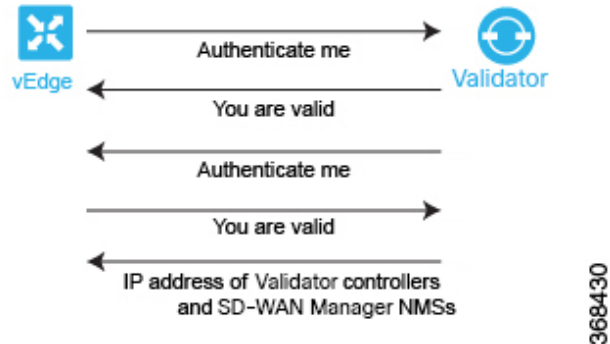 Authenticate me
vEdge
Validator
You are valid
Authenticate me
You are valid
IP address of Validator controllers
and SD-WAN Manager NMSs
368430